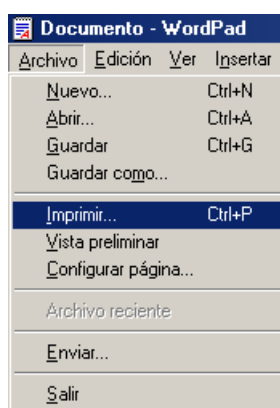 Documento - WordPad
Archivo Edición Ver Insertar
Nuevo... Ctrl+N
Abrir... Ctrl+A
Guardar Ctrl+G
Guardar como...
Imprimir... Ctrl+P
Vista preliminar
Configurar página...
Archivo reciente
Enviar...
Salir